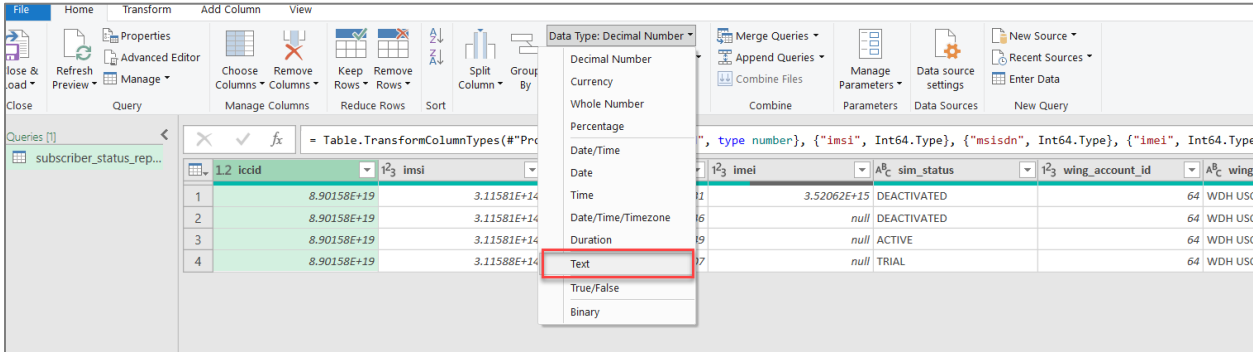 File Home Transform Add Column View
Properties
Advanced Editor
Manage
Refresh
Preview
Choose
Columns
Remove
Columns
Keep
Rows
Remove
Rows
Split
Column
Group
By
Data Type: Decimal Number
Merge Queries
Append Queries
Combine Files
Manage
Parameters
Data source
settings
New Source
Recent Sources
Enter Data
Close Query Manage Columns Reduce Rows Sort Combine Parameters Data Sources New Query
Decimal Number
Currency
Whole Number
Percentage
Date/Time
Date
Time
Date/Time/Timezone
Duration
Text
True/False
Binary
Queries [1]
subscriber_status_rep...
fx = Table.TransformColumnTypes(#"Pro ", type number}, {"imsi", Int64.Type}, {"msisdn", Int64.Type}, {"imei", Int64.Type
1.2 iccid 123 imsi 123 imei ABC sim_status 123 wing_account_id ABC wing
1 8.90158E+19 3.11581E+14 3.52062E+15 DEACTIVATED 64 WDH USC
2 8.90158E+19 3.11581E+14 null DEACTIVATED 64 WDH USC
3 8.90158E+19 3.11581E+14 null ACTIVE 64 WDH USC
4 8.90158E+19 3.11588E+14 null TRIAL 64 WDH USC